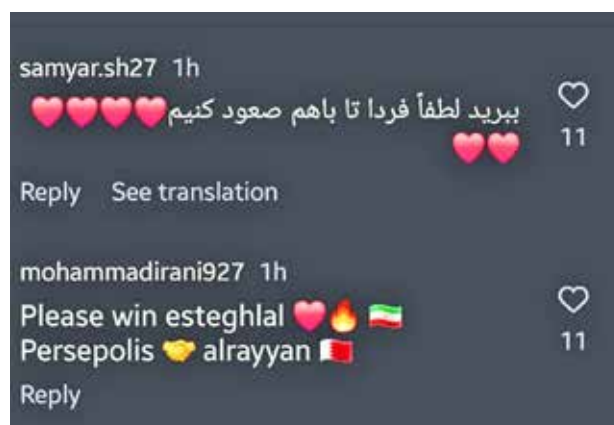 samyar.sh27 1h
ببرید لطفاً فردا تا باهم صعود کنیم❤️❤️❤️❤️
❤️❤️
11
Reply See translation
mohammadirani927 1h
Please win esteghlal ❤️🔥 🇮🇷
Persepolis 🤝 alrayyan 🇧🇭
11
Reply